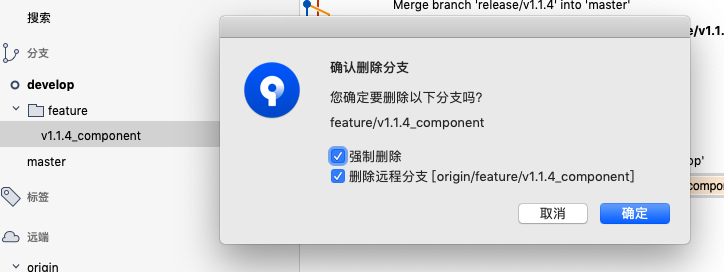 搜索
Merge branch 'release/v1.1.4' into 'master'
分支
develop
feature
v1.1.4_component
master
标签
远端
origin
确认删除分支
您确定要删除以下分支吗?
feature/v1.1.4_component
强制删除
删除远程分支 [origin/feature/v1.1.4_component]
取消
确定
e/v1.1.
op'
compo